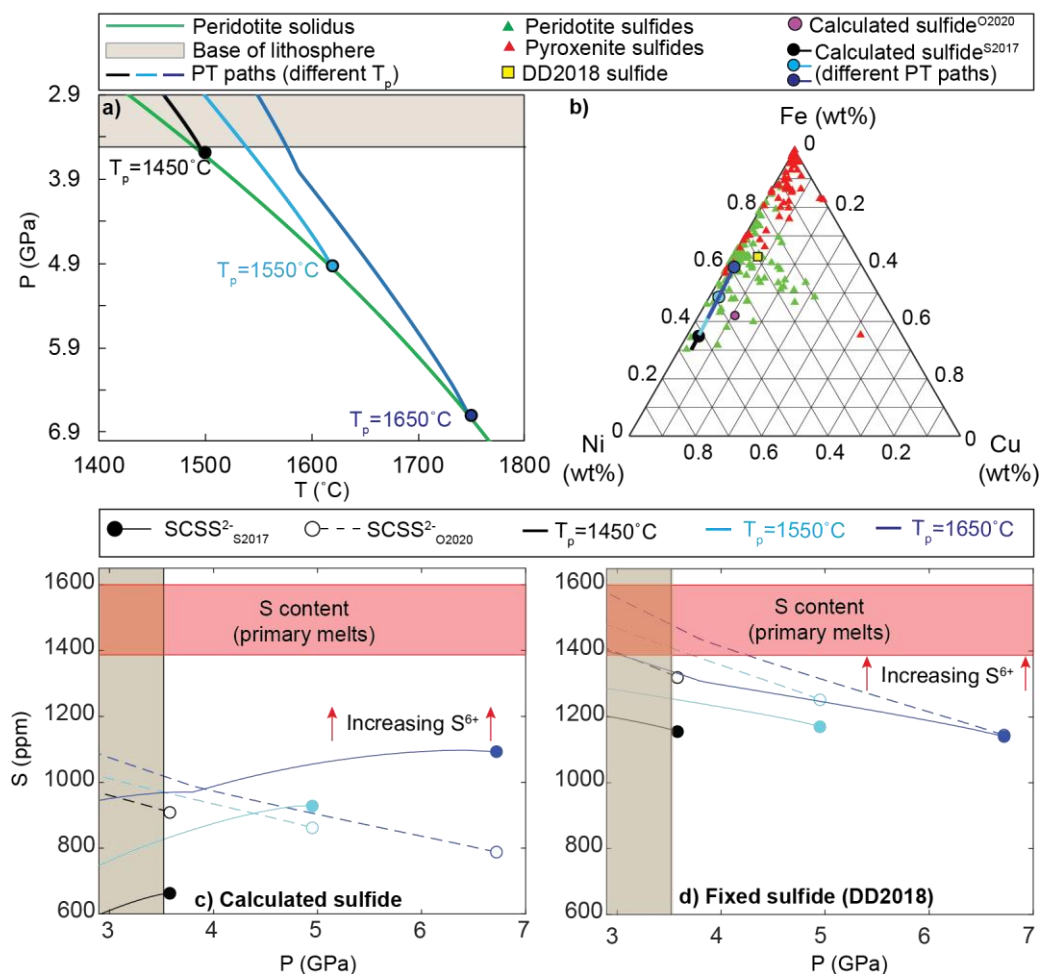 Peridotite solidus
Base of lithosphere
PT paths (different Tp)
Peridotite sulfides
Pyroxenite sulfides
DD2018 sulfide
Calculated sulfideO2020
Calculated sulfideS2017
(different PT paths)
a)
2.9
3.9
4.9
5.9
6.9
P (GPa)
Tp=1450˚C
Tp=1550˚C
Tp=1650˚C
1400 1500 1600 1700 1800
T (˚C)
b)
Fe (wt%)
0
0.8 0.2
0.6 0.4
0.4 0.6
0.2 0.8
0 0
Ni Cu
(wt%) (wt%)
0.8 0.6 0.4 0.2
SCSS2-S2017 SCSS2-O2020 Tp=1450˚C Tp=1550˚C Tp=1650˚C
1600
1400
1200
1000
800
600
S (ppm)
S content
(primary melts)
Increasing S6+
c) Calculated sulfide
3 4 5 6 7
P (GPa)
1600
1400
1200
1000
800
600
S content
(primary melts)
Increasing S6+
d) Fixed sulfide (DD2018)
3 4 5 6 7
P (GPa)